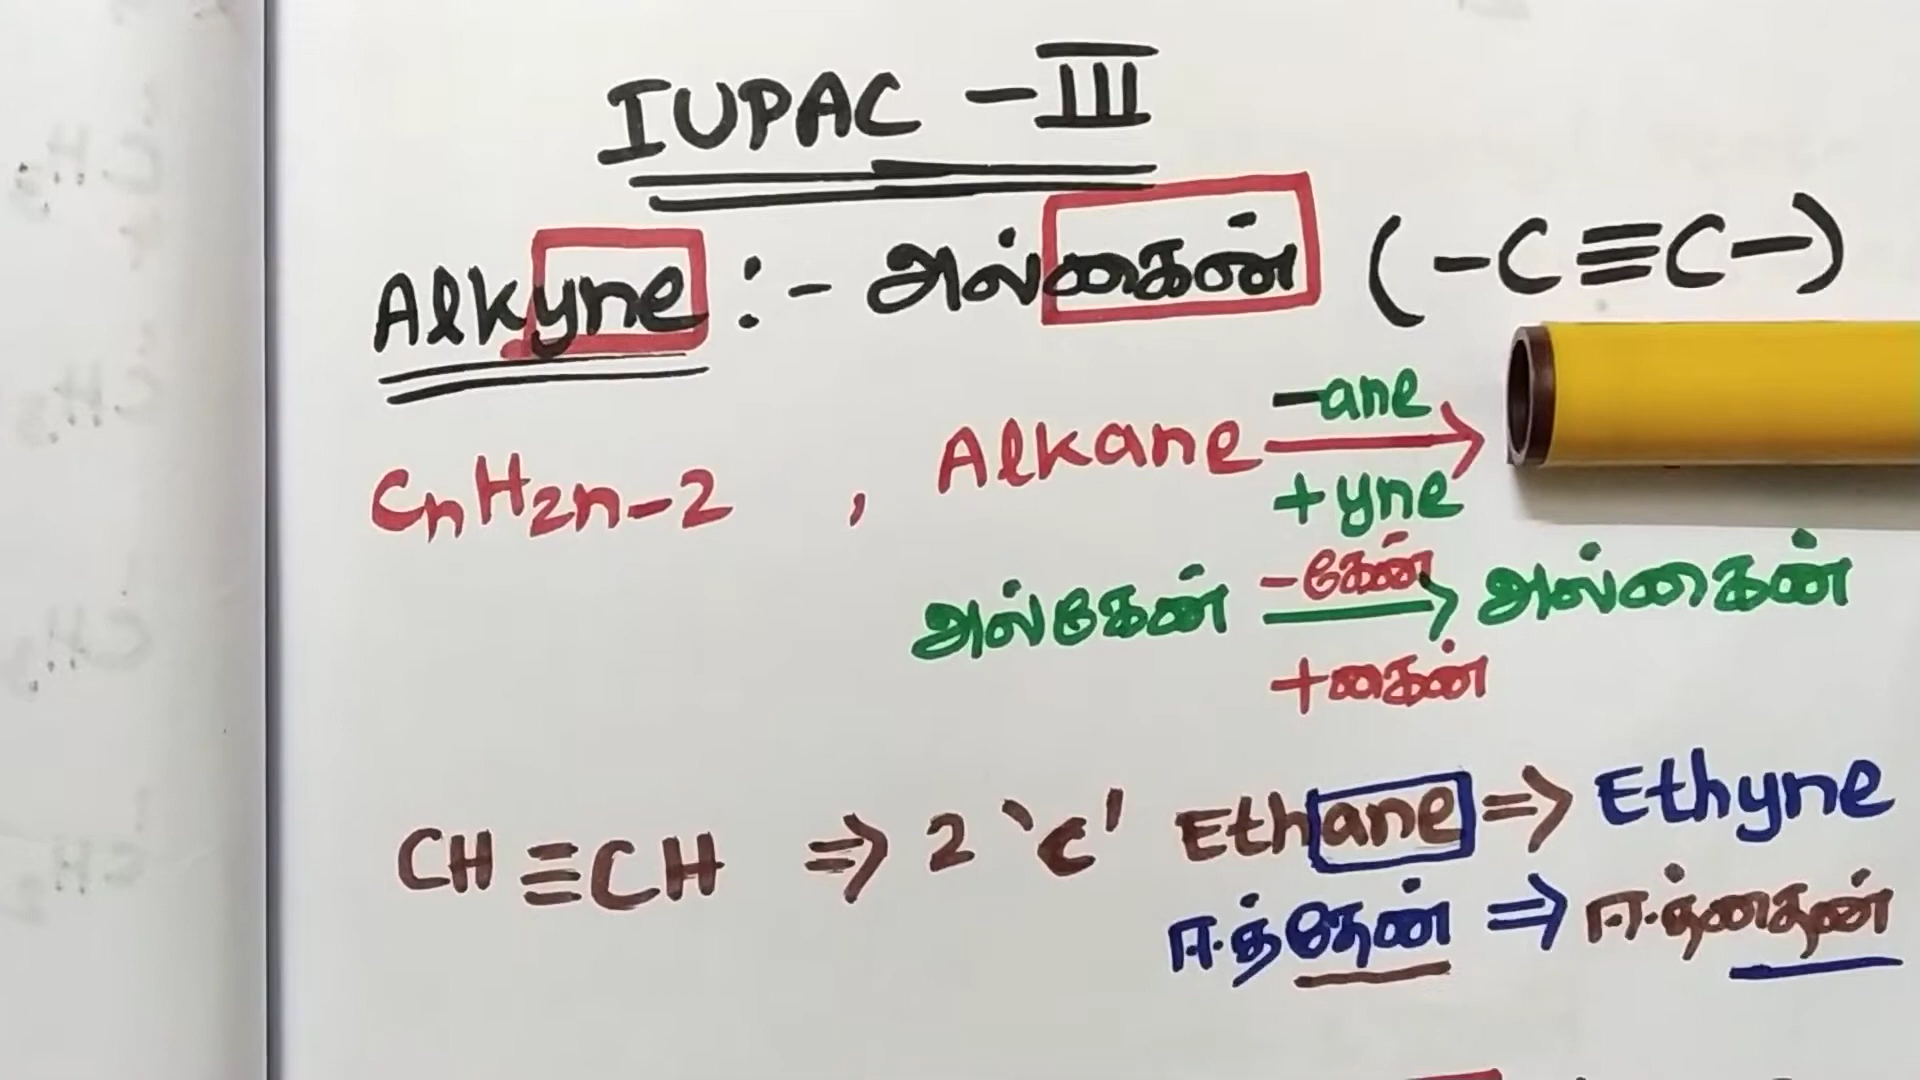 IUPAC - III
Alkyne :- அல்கைன் ( -C≡C- )
CnH2n-2 , Alkane -ane →
+yne
அல்கேன் -கேன் → அல்கைன்
+கைன்
CH≡CH ⇒ 2 'C' Ethane ⇒ Ethyne
ஈத்தேன் ⇒ ஈத்தைன்